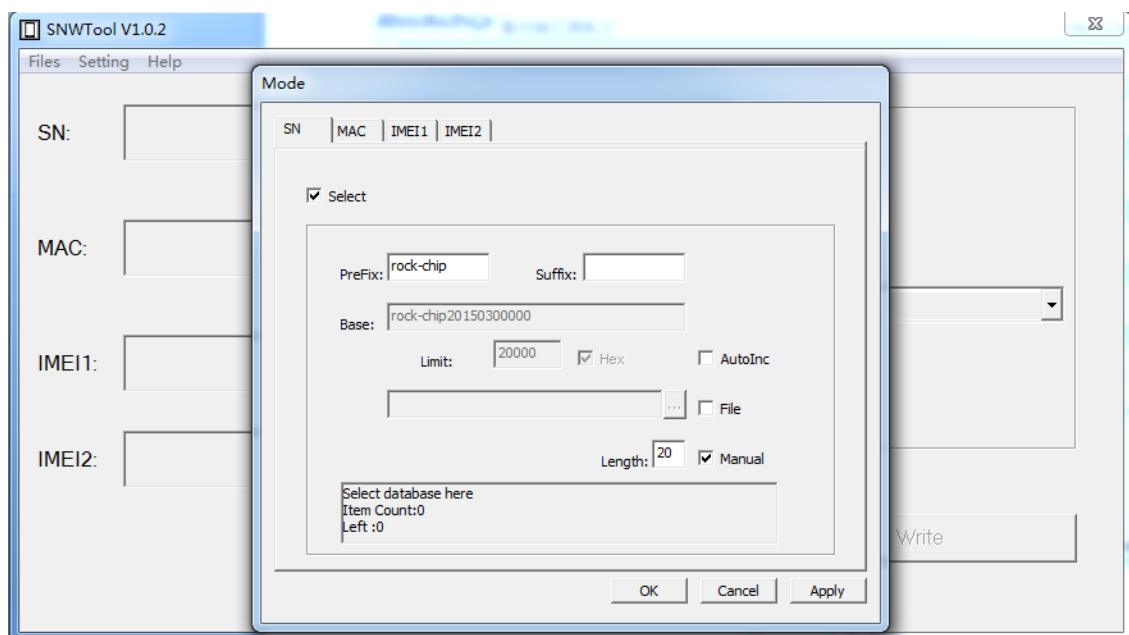 SNWTool V1.0.2
Files Setting Help
Mode
SN MAC IMEI1 IMEI2
SN:
Select
MAC:
PreFix: rock-chip Suffix:
Base: rock-chip20150300000
Limit: 20000 Hex AutoInc
IMEI1:
... File
IMEI2:
Length: 20 Manual
Select database here
Item Count:0
Left :0
Write
OK Cancel Apply